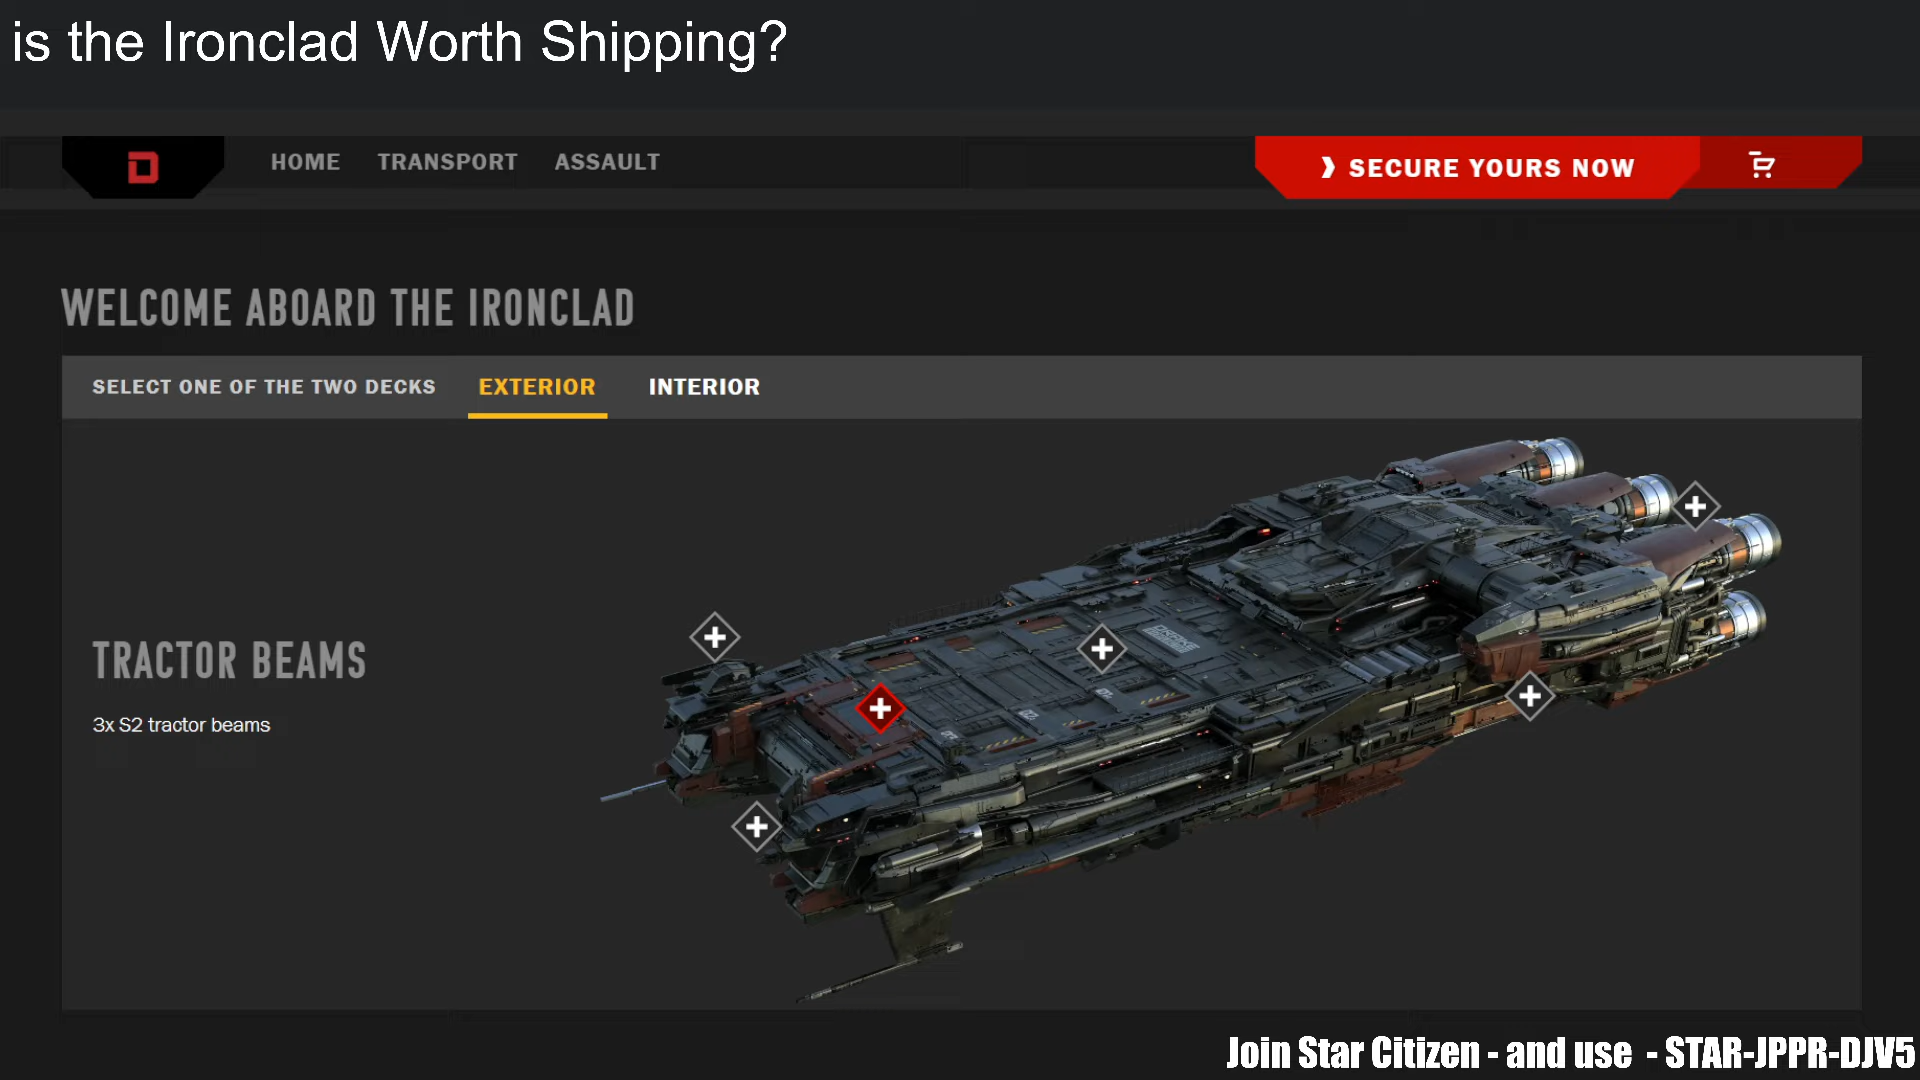 is the Ironclad Worth Shipping?
HOME TRANSPORT ASSAULT
SECURE YOURS NOW
WELCOME ABOARD THE IRONCLAD
SELECT ONE OF THE TWO DECKS EXTERIOR INTERIOR
DRAKE
TRACTOR BEAMS
3x S2 tractor beams
Join Star Citizen - and use - STAR-JPPR-DJV5